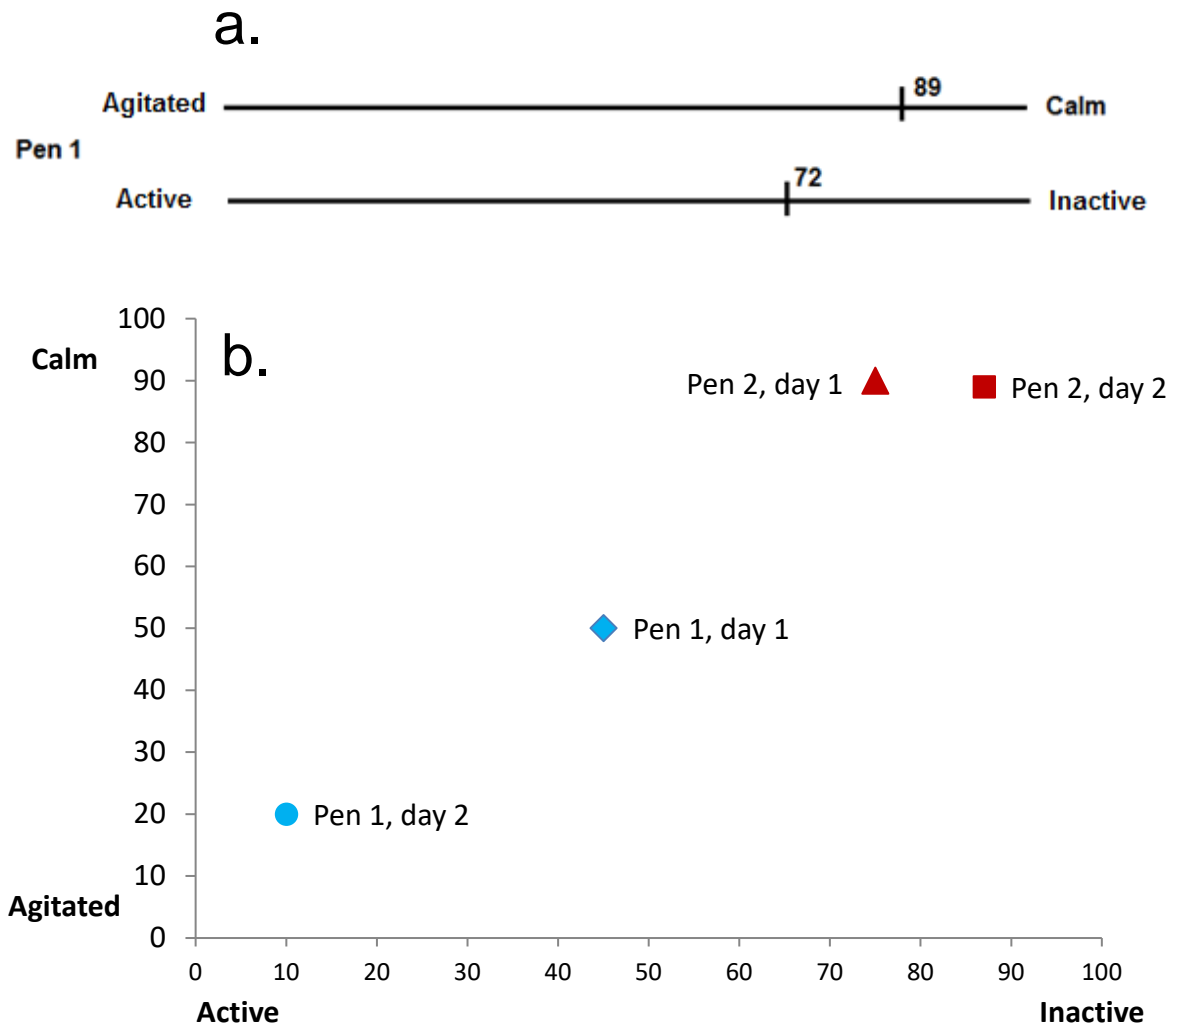 a.
89
Agitated
Calm
Pen 1
72
Active
Inactive
100
Calm
b.
90
Pen 2, day 1
Pen 2, day 2
80
70
60
50
Pen 1, day 1
40
30
20
Pen 1, day 2
10
Agitated
0
0 10 20 30 40 50 60 70 80 90 100
Active
Inactive